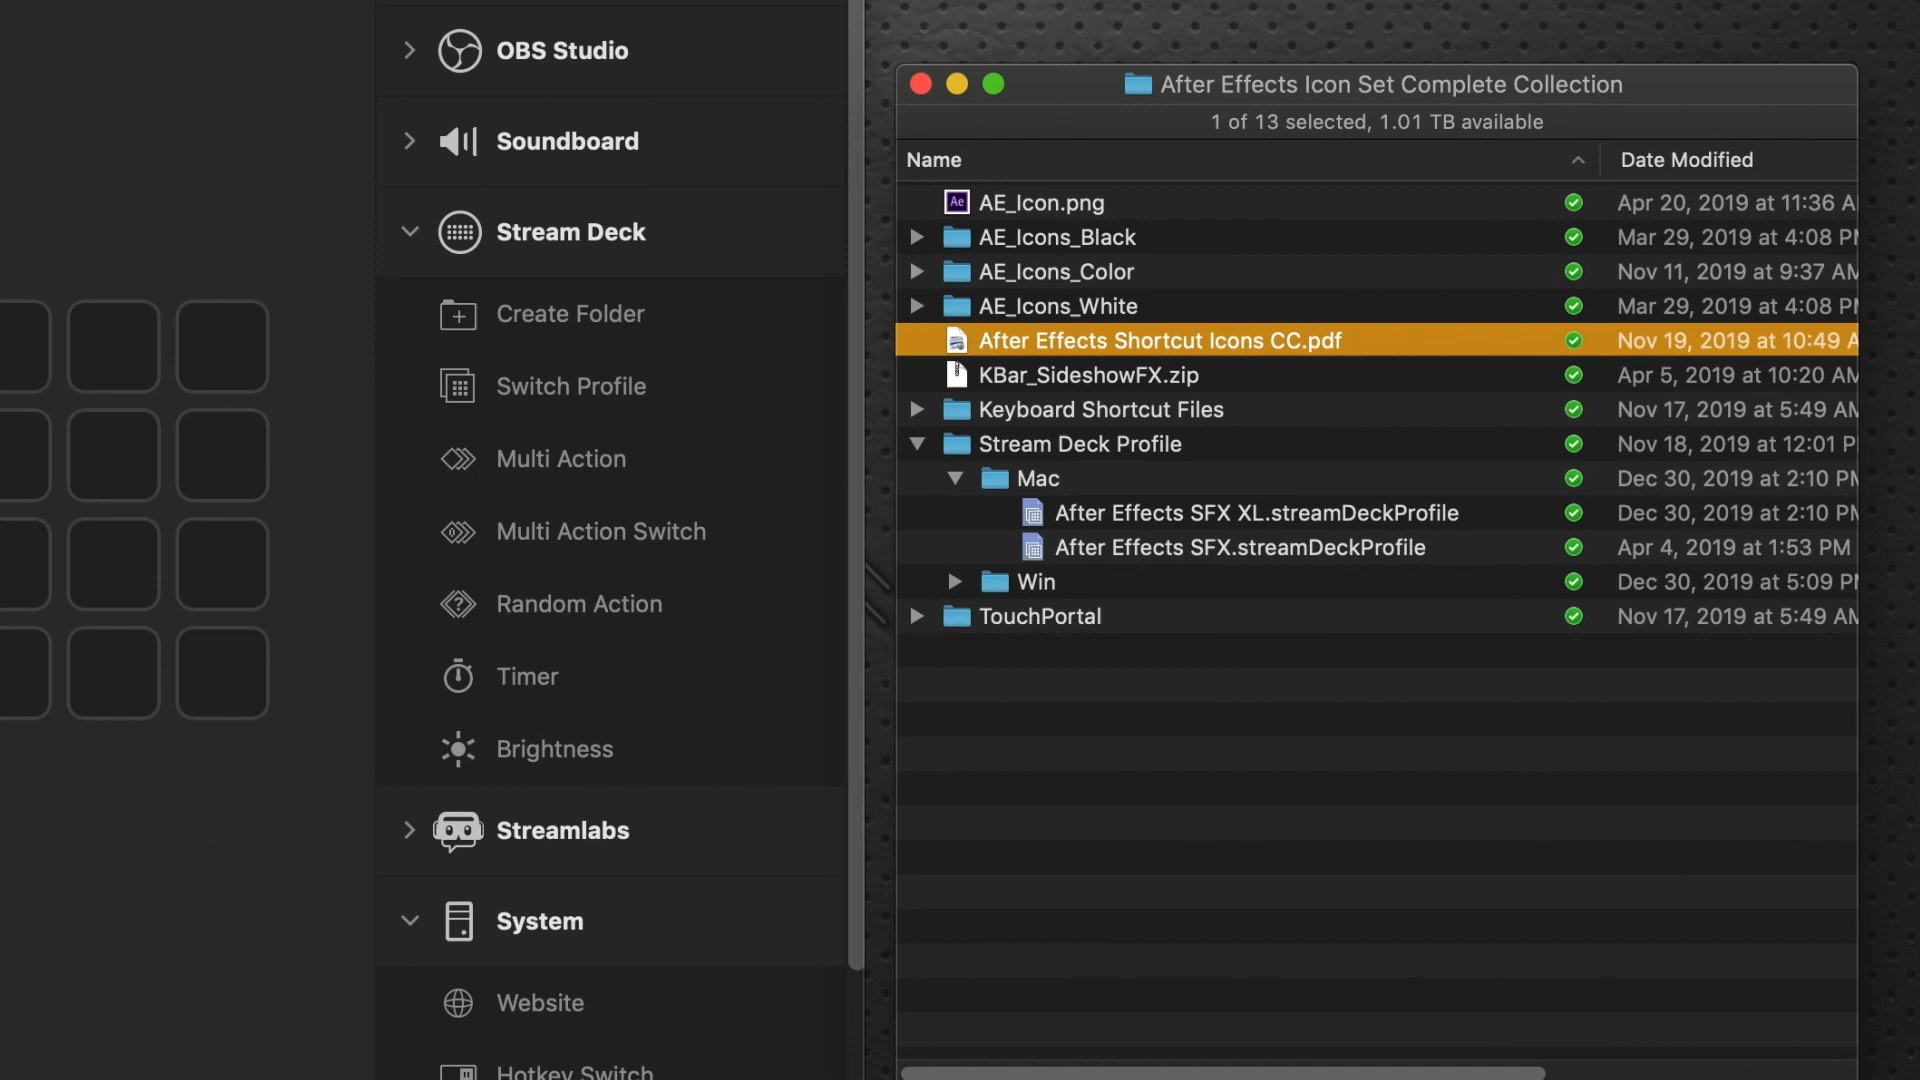 OBS Studio
Soundboard
Stream Deck
Create Folder
Switch Profile
Multi Action
Multi Action Switch
Random Action
Timer
Brightness
Streamlabs
System
Website
Hotkey Switch
After Effects Icon Set Complete Collection
1 of 13 selected, 1.01 TB available
Name Date Modified
Ae AE_Icon.png Apr 20, 2019 at 11:36 A
AE_Icons_Black Mar 29, 2019 at 4:08 P
AE_Icons_Color Nov 11, 2019 at 9:37 AM
AE_Icons_White Mar 29, 2019 at 4:08 P
After Effects Shortcut Icons CC.pdf Nov 19, 2019 at 10:49 A
KBar_SideshowFX.zip Apr 5, 2019 at 10:20 AM
Keyboard Shortcut Files Nov 17, 2019 at 5:49 AM
Stream Deck Profile Nov 18, 2019 at 12:01 P
Mac Dec 30, 2019 at 2:10 PM
After Effects SFX XL.streamDeckProfile Dec 30, 2019 at 2:10 PM
After Effects SFX.streamDeckProfile Apr 4, 2019 at 1:53 PM
Win Dec 30, 2019 at 5:09 P
TouchPortal Nov 17, 2019 at 5:49 AM